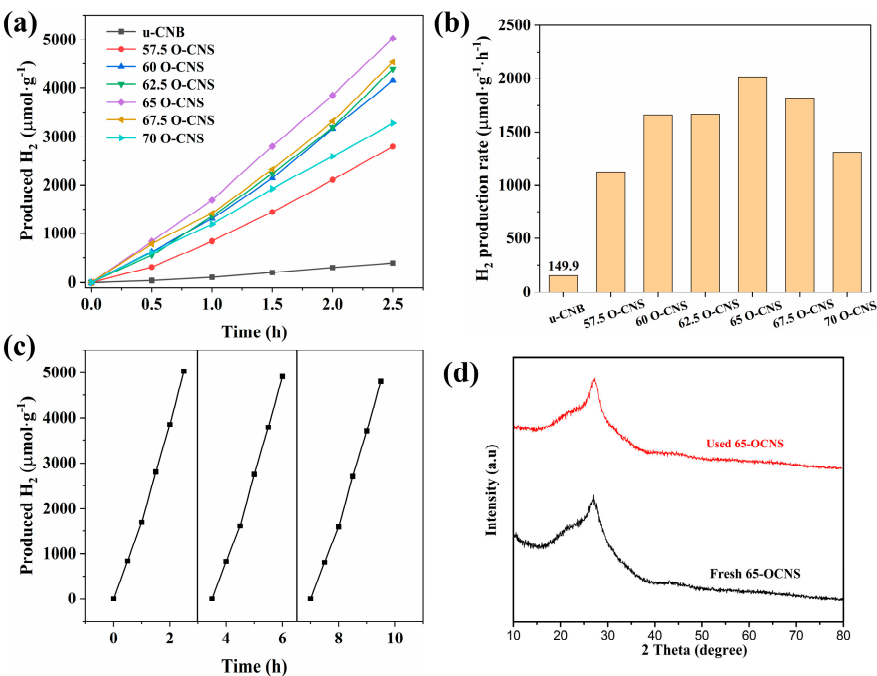 (a)
Produced H₂ (μmol·g⁻¹)
5000
4000
3000
2000
1000
0
u-CNB
57.5 O-CNS
60 O-CNS
62.5 O-CNS
65 O-CNS
67.5 O-CNS
70 O-CNS
0.0 0.5 1.0 1.5 2.0 2.5
Time (h)
(b)
H₂ production rate (μmol·g⁻¹·h⁻¹)
2500
2000
1500
1000
500
0
149.9
u-CNB 57.5 O-CNS 60 O-CNS 62.5 O-CNS 65 O-CNS 67.5 O-CNS 70 O-CNS
(c)
Produced H₂ (μmol·g⁻¹)
5000
4000
3000
2000
1000
0
0 2 4 6 8 10
Time (h)
(d)
Intensity (a.u)
Used 65-OCNS
Fresh 65-OCNS
10 20 30 40 50 60 70 80
2 Theta (degree)